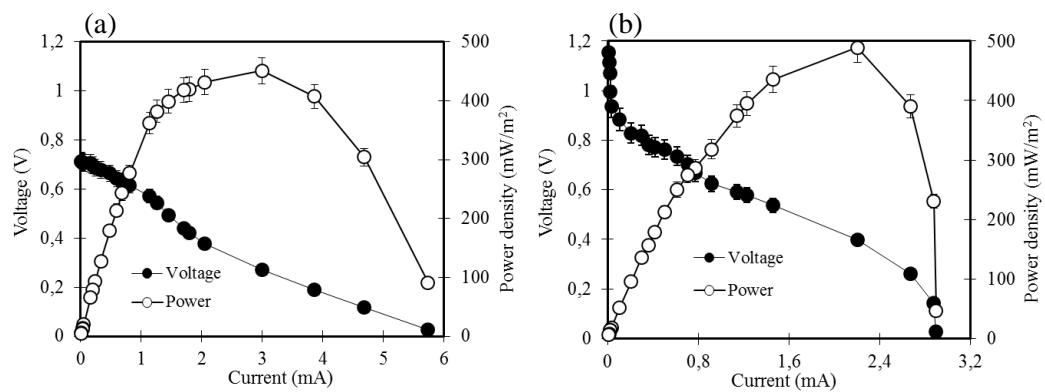 (a)
1,2
1
0,8
0,6
0,4
0,2
0
Voltage (V)
500
400
300
200
100
0
Power density (mW/m²)
Voltage
Power
0 1 2 3 4 5 6
Current (mA)
(b)
1,2
1
0,8
0,6
0,4
0,2
0
Voltage (V)
500
400
300
200
100
0
Power density (mW/m²)
Voltage
Power
0 0,8 1,6 2,4 3,2
Current (mA)